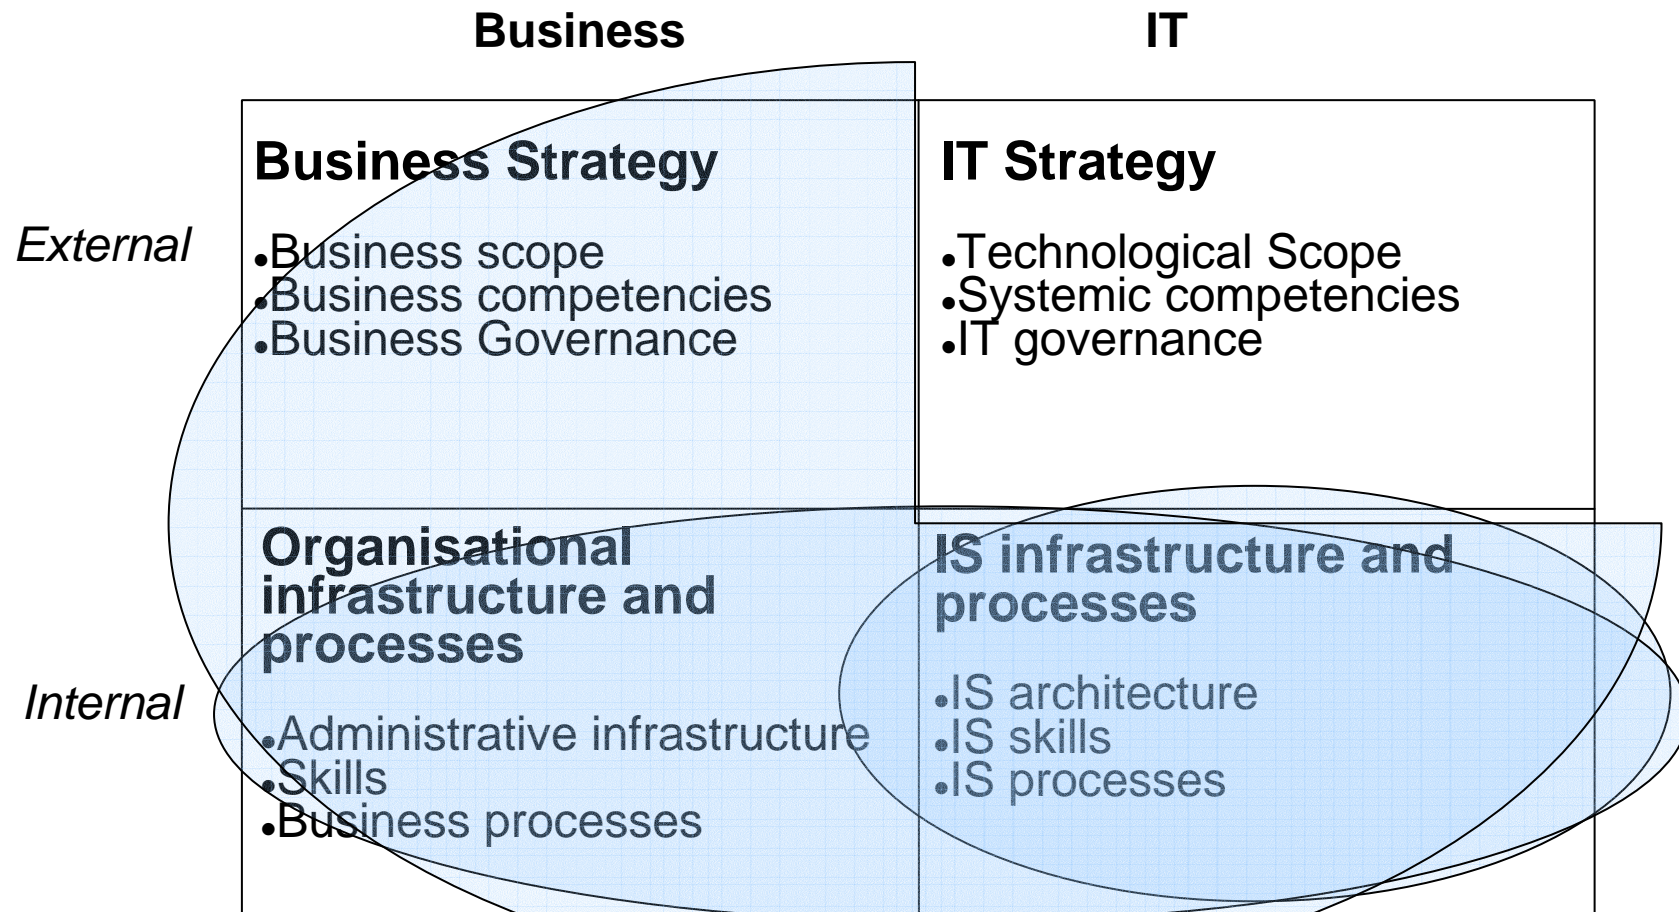 Business
IT
External
Business Strategy
•Business scope
•Business competencies
•Business Governance
IT Strategy
•Technological Scope
•Systemic competencies
•IT governance
Internal
Organisational
infrastructure and
processes
•Administrative infrastructure
•Skills
•Business processes
IS infrastructure and
processes
•IS architecture
•IS skills
•IS processes